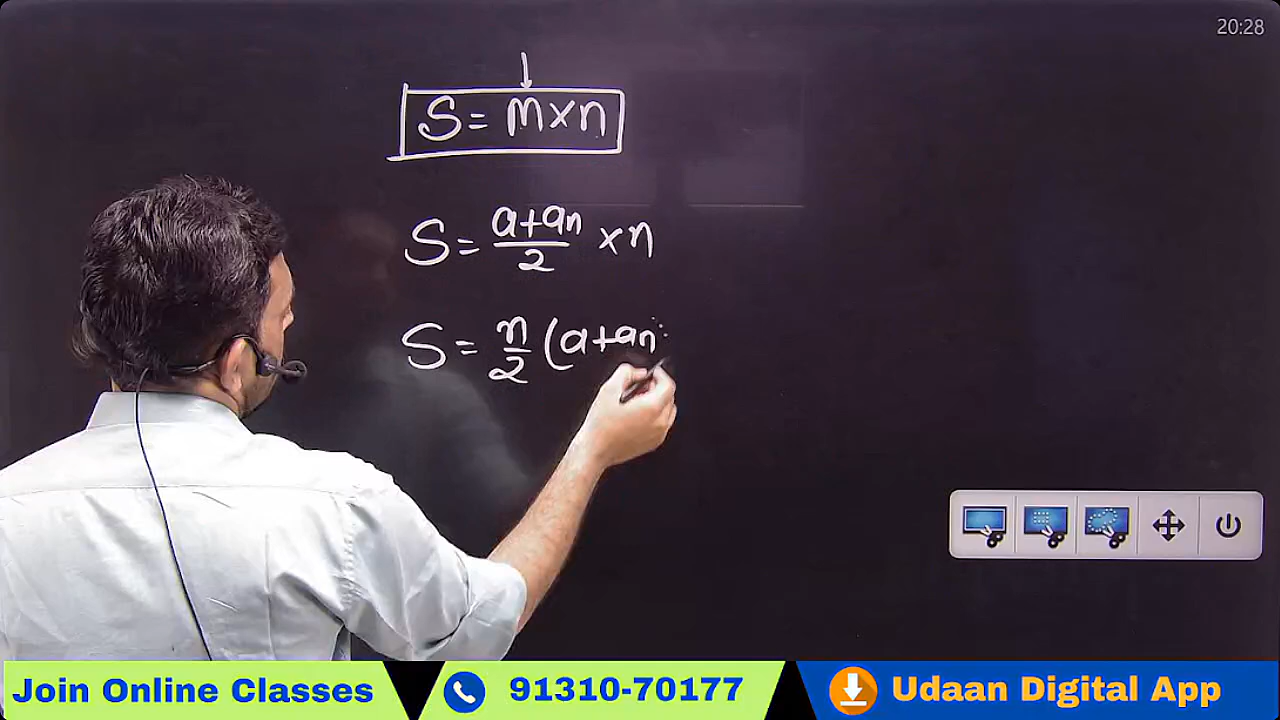 20:28
S = m×n
S = a+an/2 ×n
S = n/2 (a+an
Join Online Classes
91310-70177
Udaan Digital App